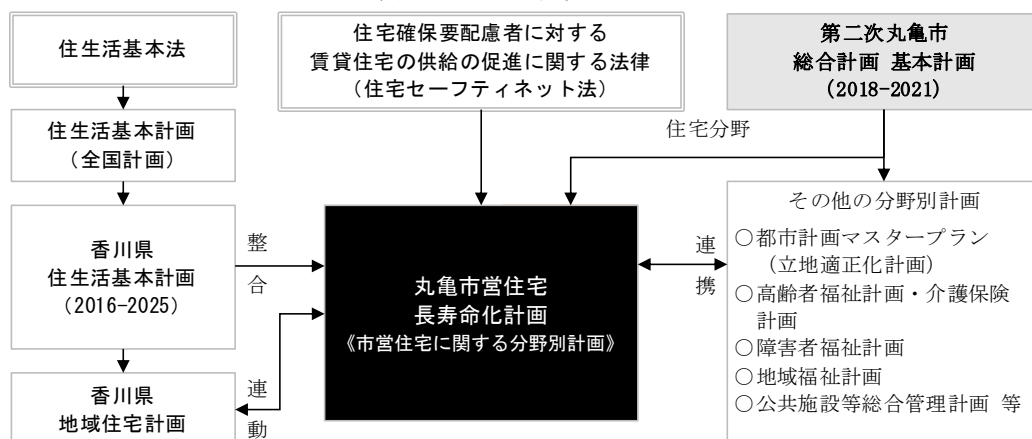 住生活基本法
住宅確保要配慮者に対する
賃貸住宅の供給の促進に関する法律
（住宅セーフティネット法）
第二次丸亀市
総合計画 基本計画
(2018-2021)
住宅分野
住生活基本計画
（全国計画）
香川県
住生活基本計画
(2016-2025)
整
合
丸亀市営住宅
長寿命化計画
《市営住宅に関する分野別計画》
連
携
その他の分野別計画
○都市計画マスタープラン
（立地適正化計画）
○高齢者福祉計画・介護保険
計画
○障害者福祉計画
○地域福祉計画
○公共施設等総合管理計画 等
香川県
地域住宅計画
連
動